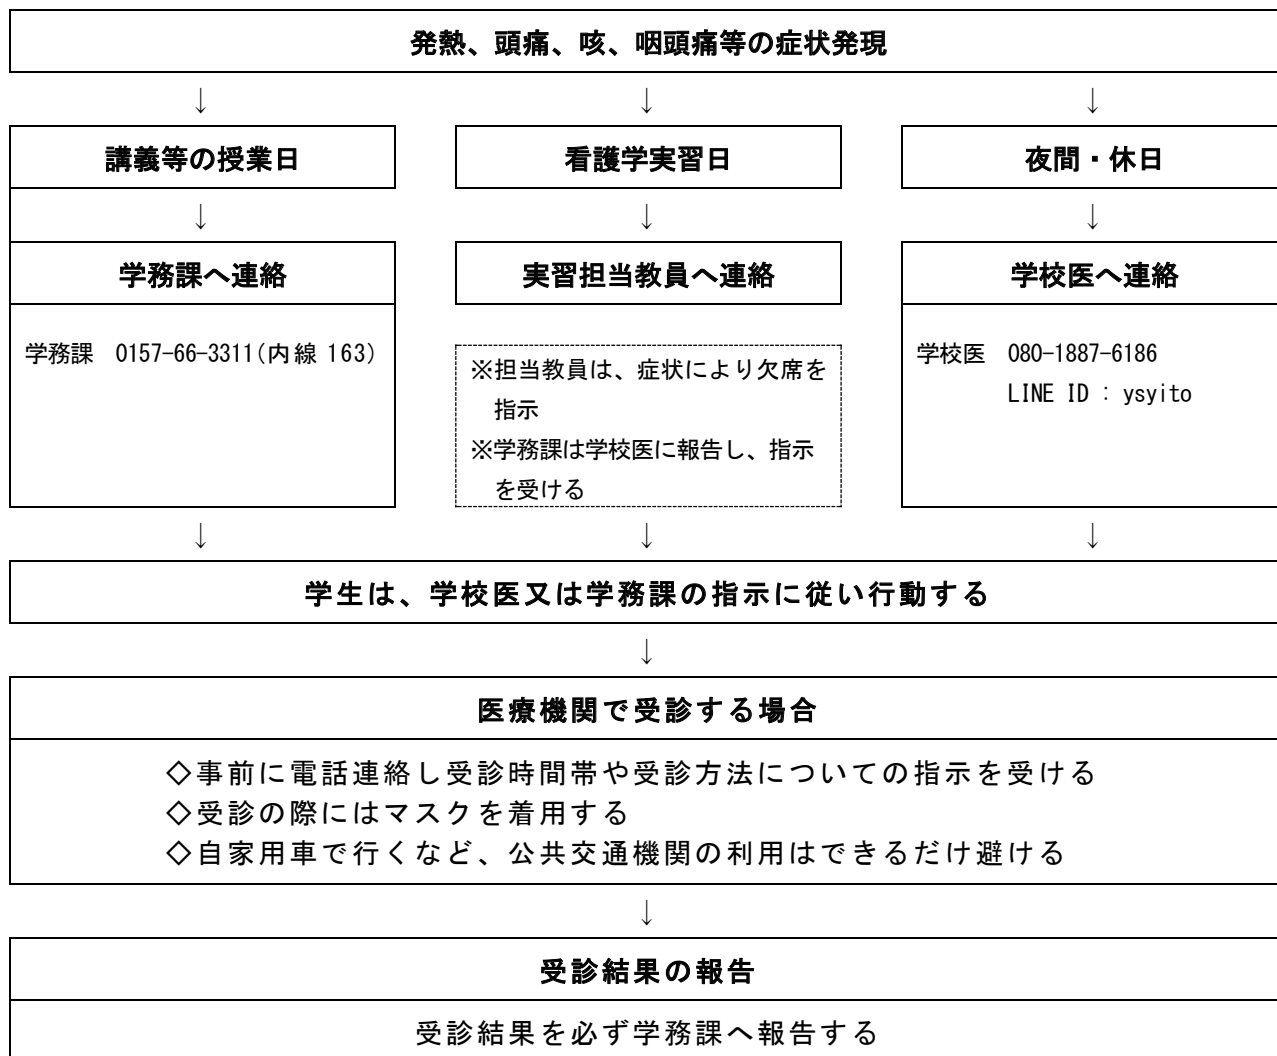 発熱、頭痛、咳、咽頭痛等の症状発現
↓ ↓ ↓
講義等の授業日 看護学実習日 夜間・休日
↓ ↓ ↓
学務課へ連絡 実習担当教員へ連絡 学校医へ連絡
学務課 0157-66-3311(内線 163)
※担当教員は、症状により欠席を
指示
※学務課は学校医に報告し、指示
を受ける
学校医 080-1887-6186
LINE ID : ysyito
↓ ↓ ↓
学生は、学校医又は学務課の指示に従い行動する
↓
医療機関で受診する場合
◇事前に電話連絡し受診時間帯や受診方法についての指示を受ける
◇受診の際にはマスクを着用する
◇自家用車で行くなど、公共交通機関の利用はできるだけ避ける
↓
受診結果の報告
受診結果を必ず学務課へ報告する